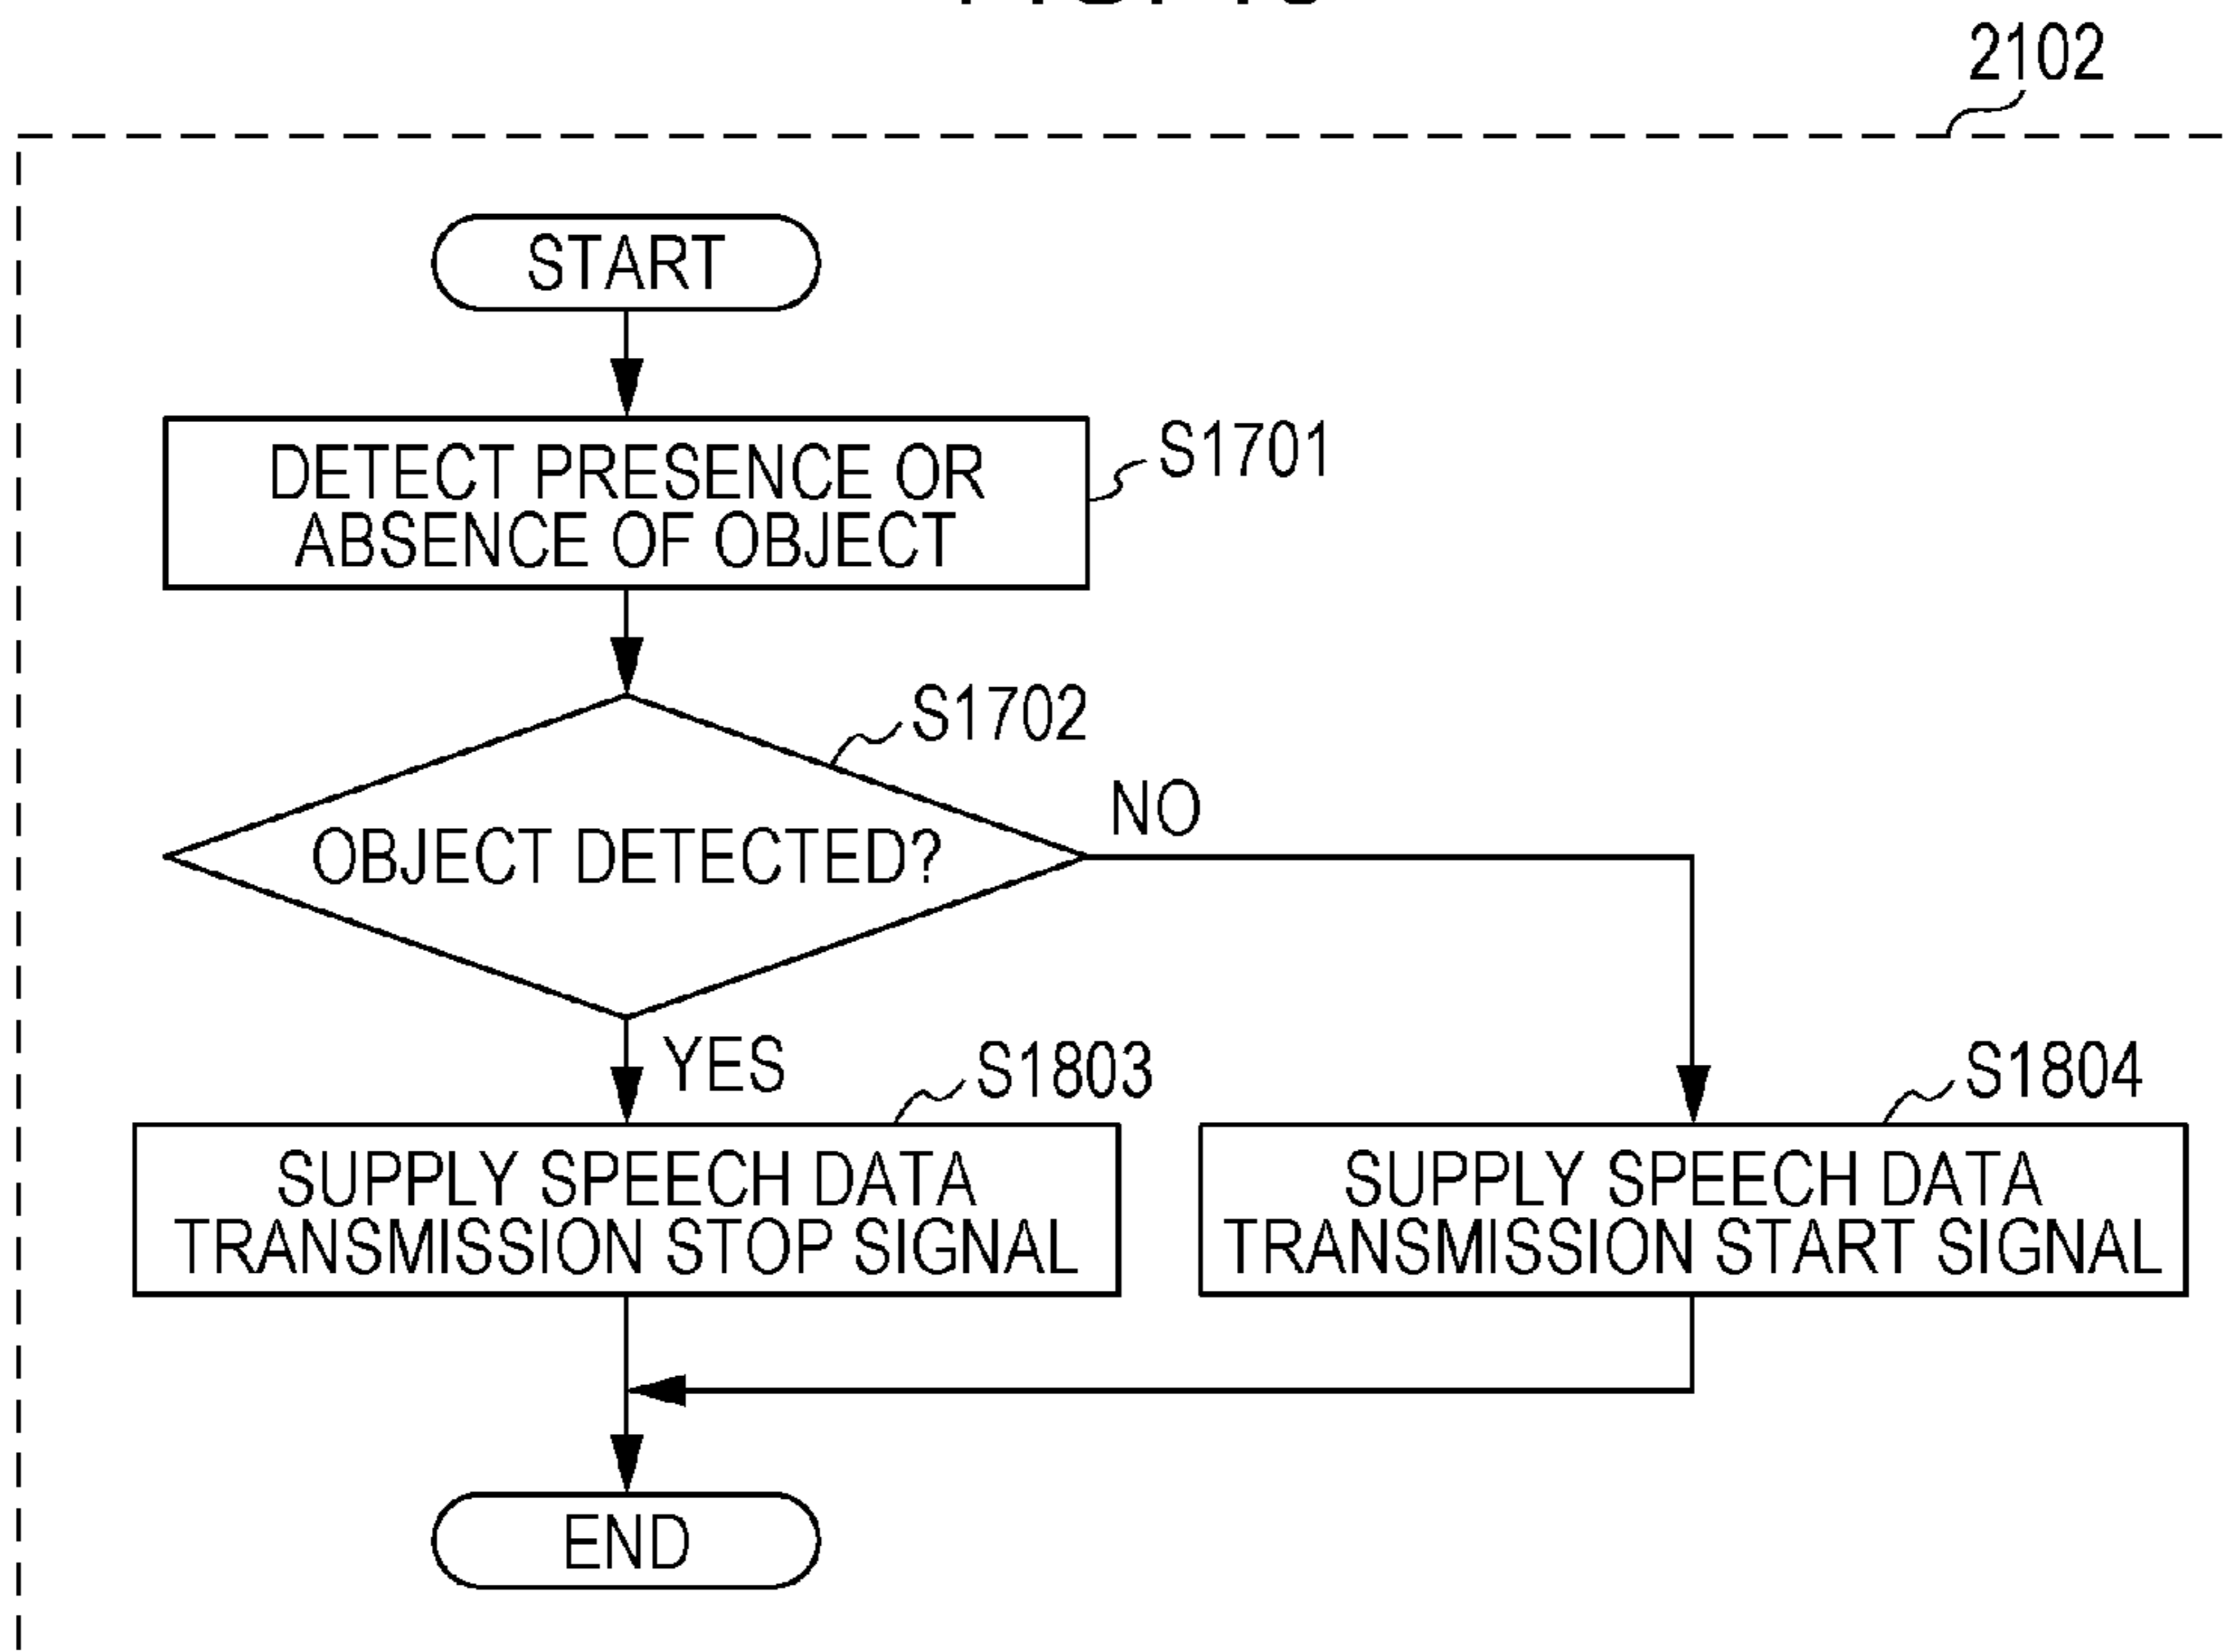 2102
START
DETECT PRESENCE OR
ABSENCE OF OBJECT
S1701
S1702
OBJECT DETECTED?
NO
YES
S1803
SUPPLY SPEECH DATA
TRANSMISSION STOP SIGNAL
S1804
SUPPLY SPEECH DATA
TRANSMISSION START SIGNAL
END